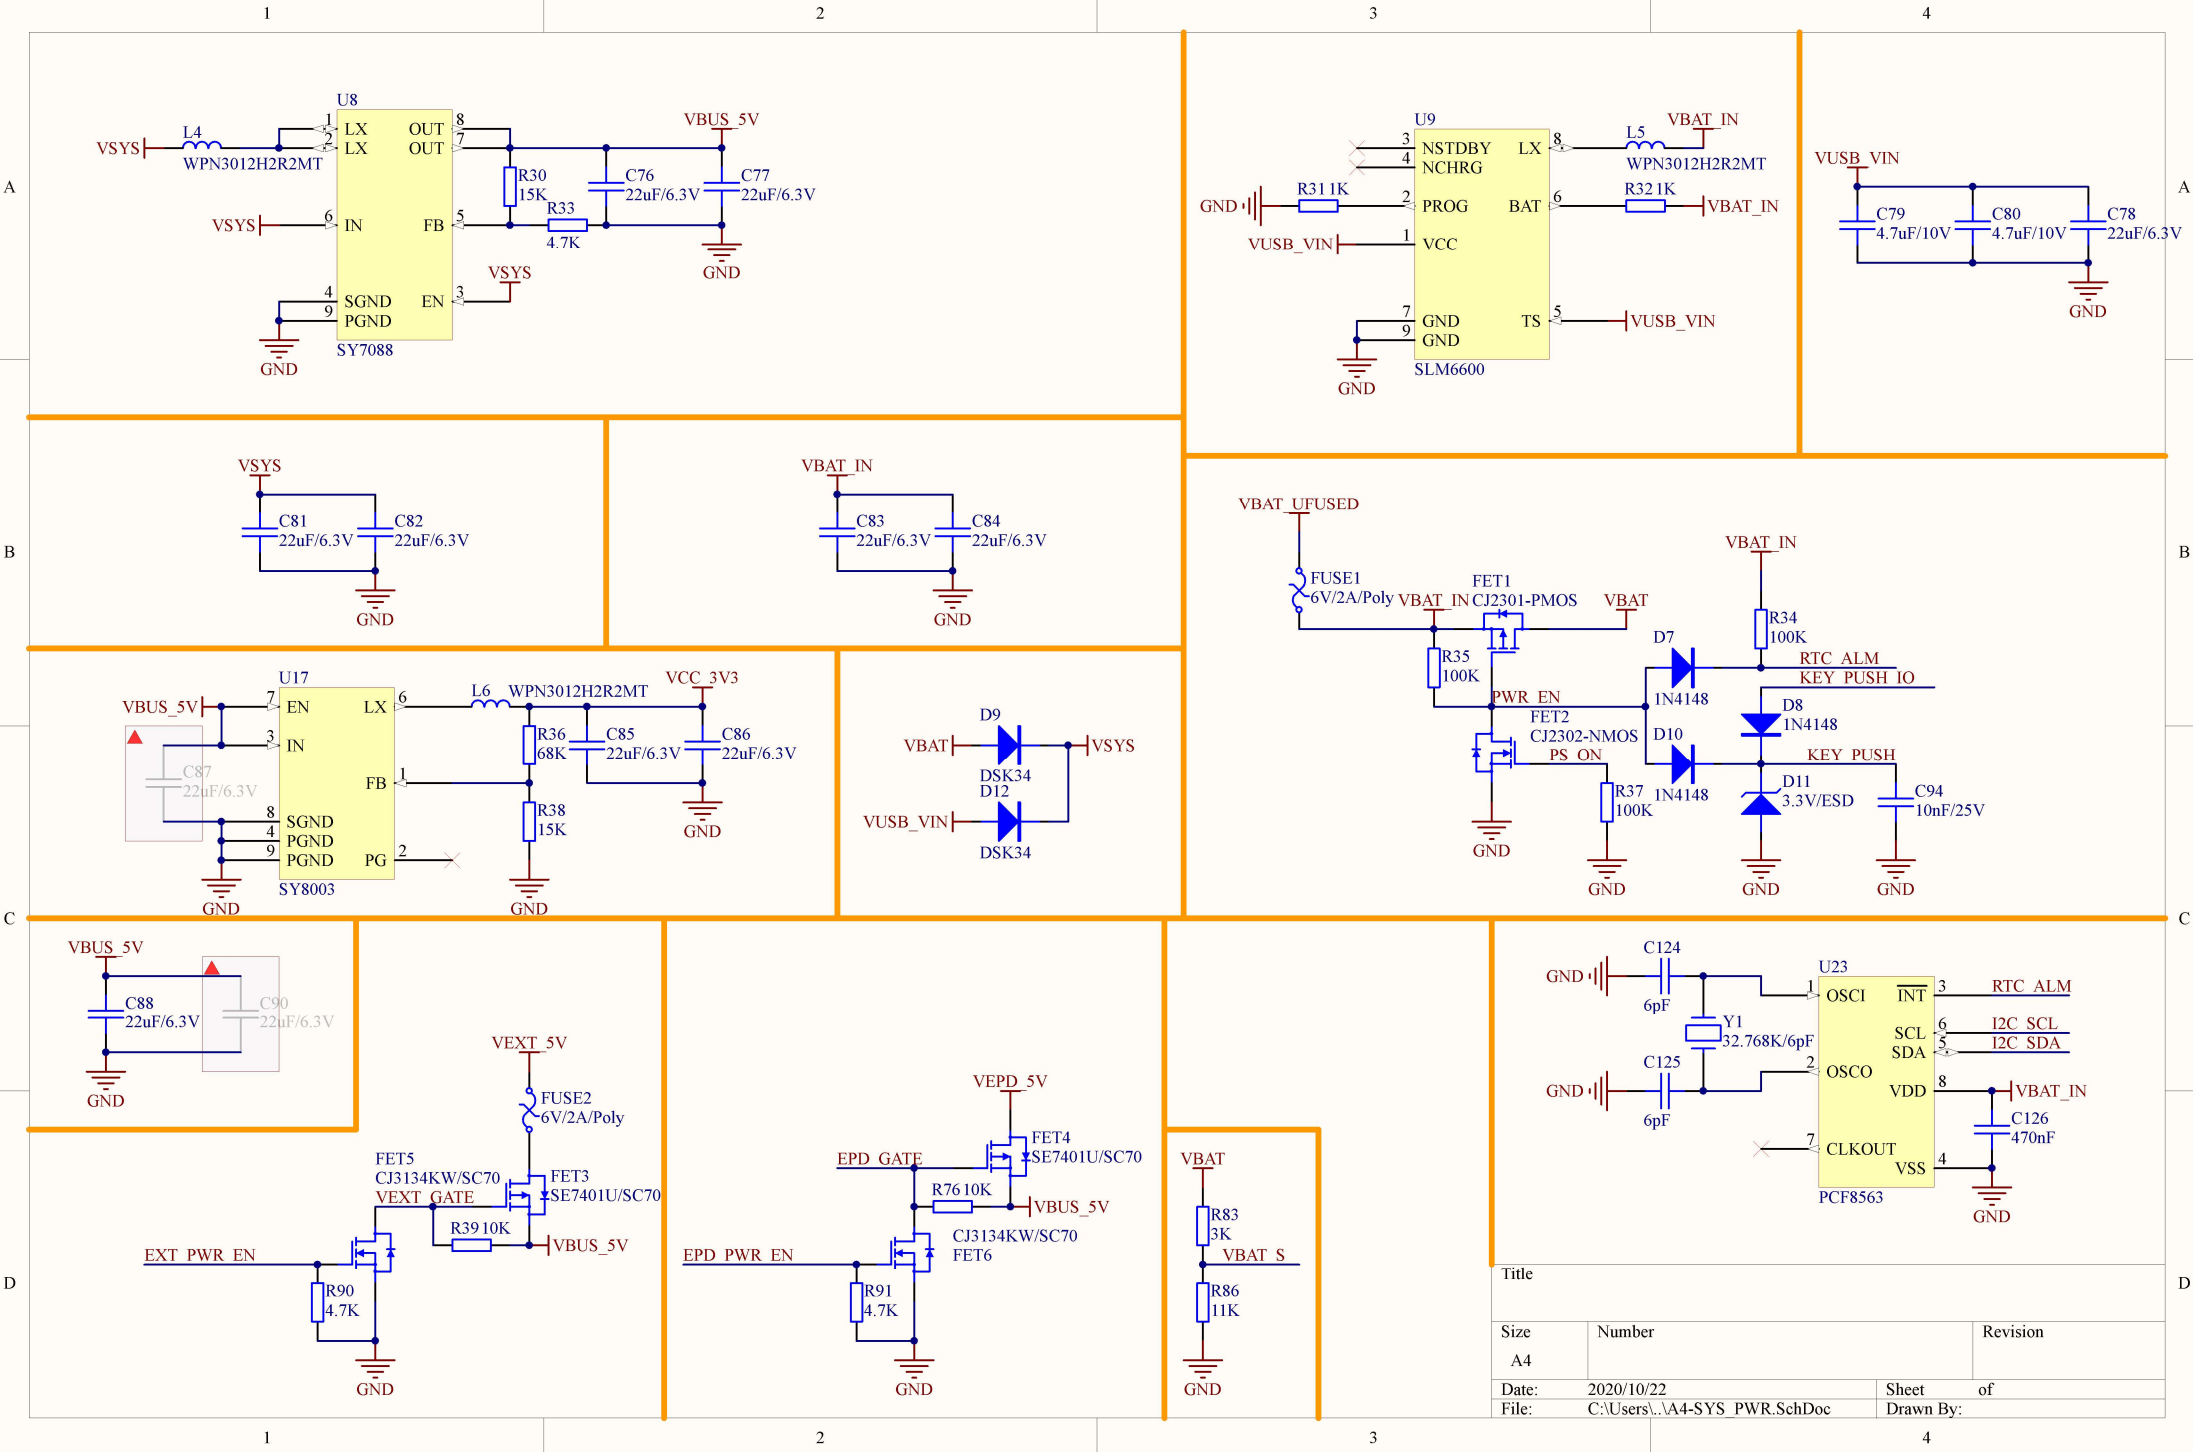 1
2
3
4
A
A
U8
VSYS
L4
WPN3012H2R2MT
1
LX
2
LX
OUT
8
OUT
7
VBUS_5V
R30
15K
C76
22uF/6.3V
C77
22uF/6.3V
R33
4.7K
VSYS
6
IN
FB
5
GND
VSYS
4
SGND
9
PGND
EN
3
SY7088
GND
U9
3
NSTDBY
4
NCHRG
LX
8
L5
VBAT_IN
WPN3012H2R2MT
GND
R31 1K
2
PROG
BAT
6
R32 1K
VBAT_IN
VUSB_VIN
1
VCC
7
GND
9
GND
TS
5
VUSB_VIN
SLM6600
GND
VUSB_VIN
C79
4.7uF/10V
C80
4.7uF/10V
C78
22uF/6.3V
GND
B
B
VSYS
C81
22uF/6.3V
C82
22uF/6.3V
GND
VBAT_IN
C83
22uF/6.3V
C84
22uF/6.3V
GND
VBAT_UFUSED
FUSE1
6V/2A/Poly
VBAT_IN
FET1
CJ2301-PMOS
VBAT
VBAT_IN
R34
100K
R35
100K
D7
1N4148
RTC_ALM
KEY_PUSH_IO
PWR_EN
FET2
CJ2302-NMOS
PS_ON
D8
1N4148
D10
1N4148
KEY_PUSH
R37
100K
D11
3.3V/ESD
C94
10nF/25V
GND
GND
GND
GND
U17
VBUS_5V
7
EN
3
IN
LX
6
L6
WPN3012H2R2MT
VCC_3V3
R36
68K
C85
22uF/6.3V
C86
22uF/6.3V
C87
22uF/6.3V
FB
1
R38
15K
GND
8
SGND
4
PGND
9
PGND
PG
2
SY8003
GND
GND
D9
VBAT
VSYS
DSK34
D12
VUSB_VIN
DSK34
C
C
VBUS_5V
C88
22uF/6.3V
C90
22uF/6.3V
GND
VEXT_5V
FUSE2
6V/2A/Poly
FET5
CJ3134KW/SC70
VEXT_GATE
FET3
SE7401U/SC70
R39 10K
VBUS_5V
EXT_PWR_EN
R90
4.7K
GND
VEPD_5V
EPD_GATE
FET4
SE7401U/SC70
R76 10K
VBUS_5V
CJ3134KW/SC70
FET6
EPD_PWR_EN
R91
4.7K
GND
VBAT
R83
3K
VBAT_S
R86
11K
GND
C124
GND
6pF
U23
1
OSCI
INT
3
RTC_ALM
Y1
32.768K/6pF
SCL
6
I2C_SCL
SDA
5
I2C_SDA
C125
GND
6pF
2
OSCO
VDD
8
VBAT_IN
C126
470nF
7
CLKOUT
VSS
4
PCF8563
GND
D
D
Title
Size
Number
Revision
A4
Date:
2020/10/22
Sheet
of
File:
C:\Users\..\A4-SYS_PWR.SchDoc
Drawn By:
1
2
3
4